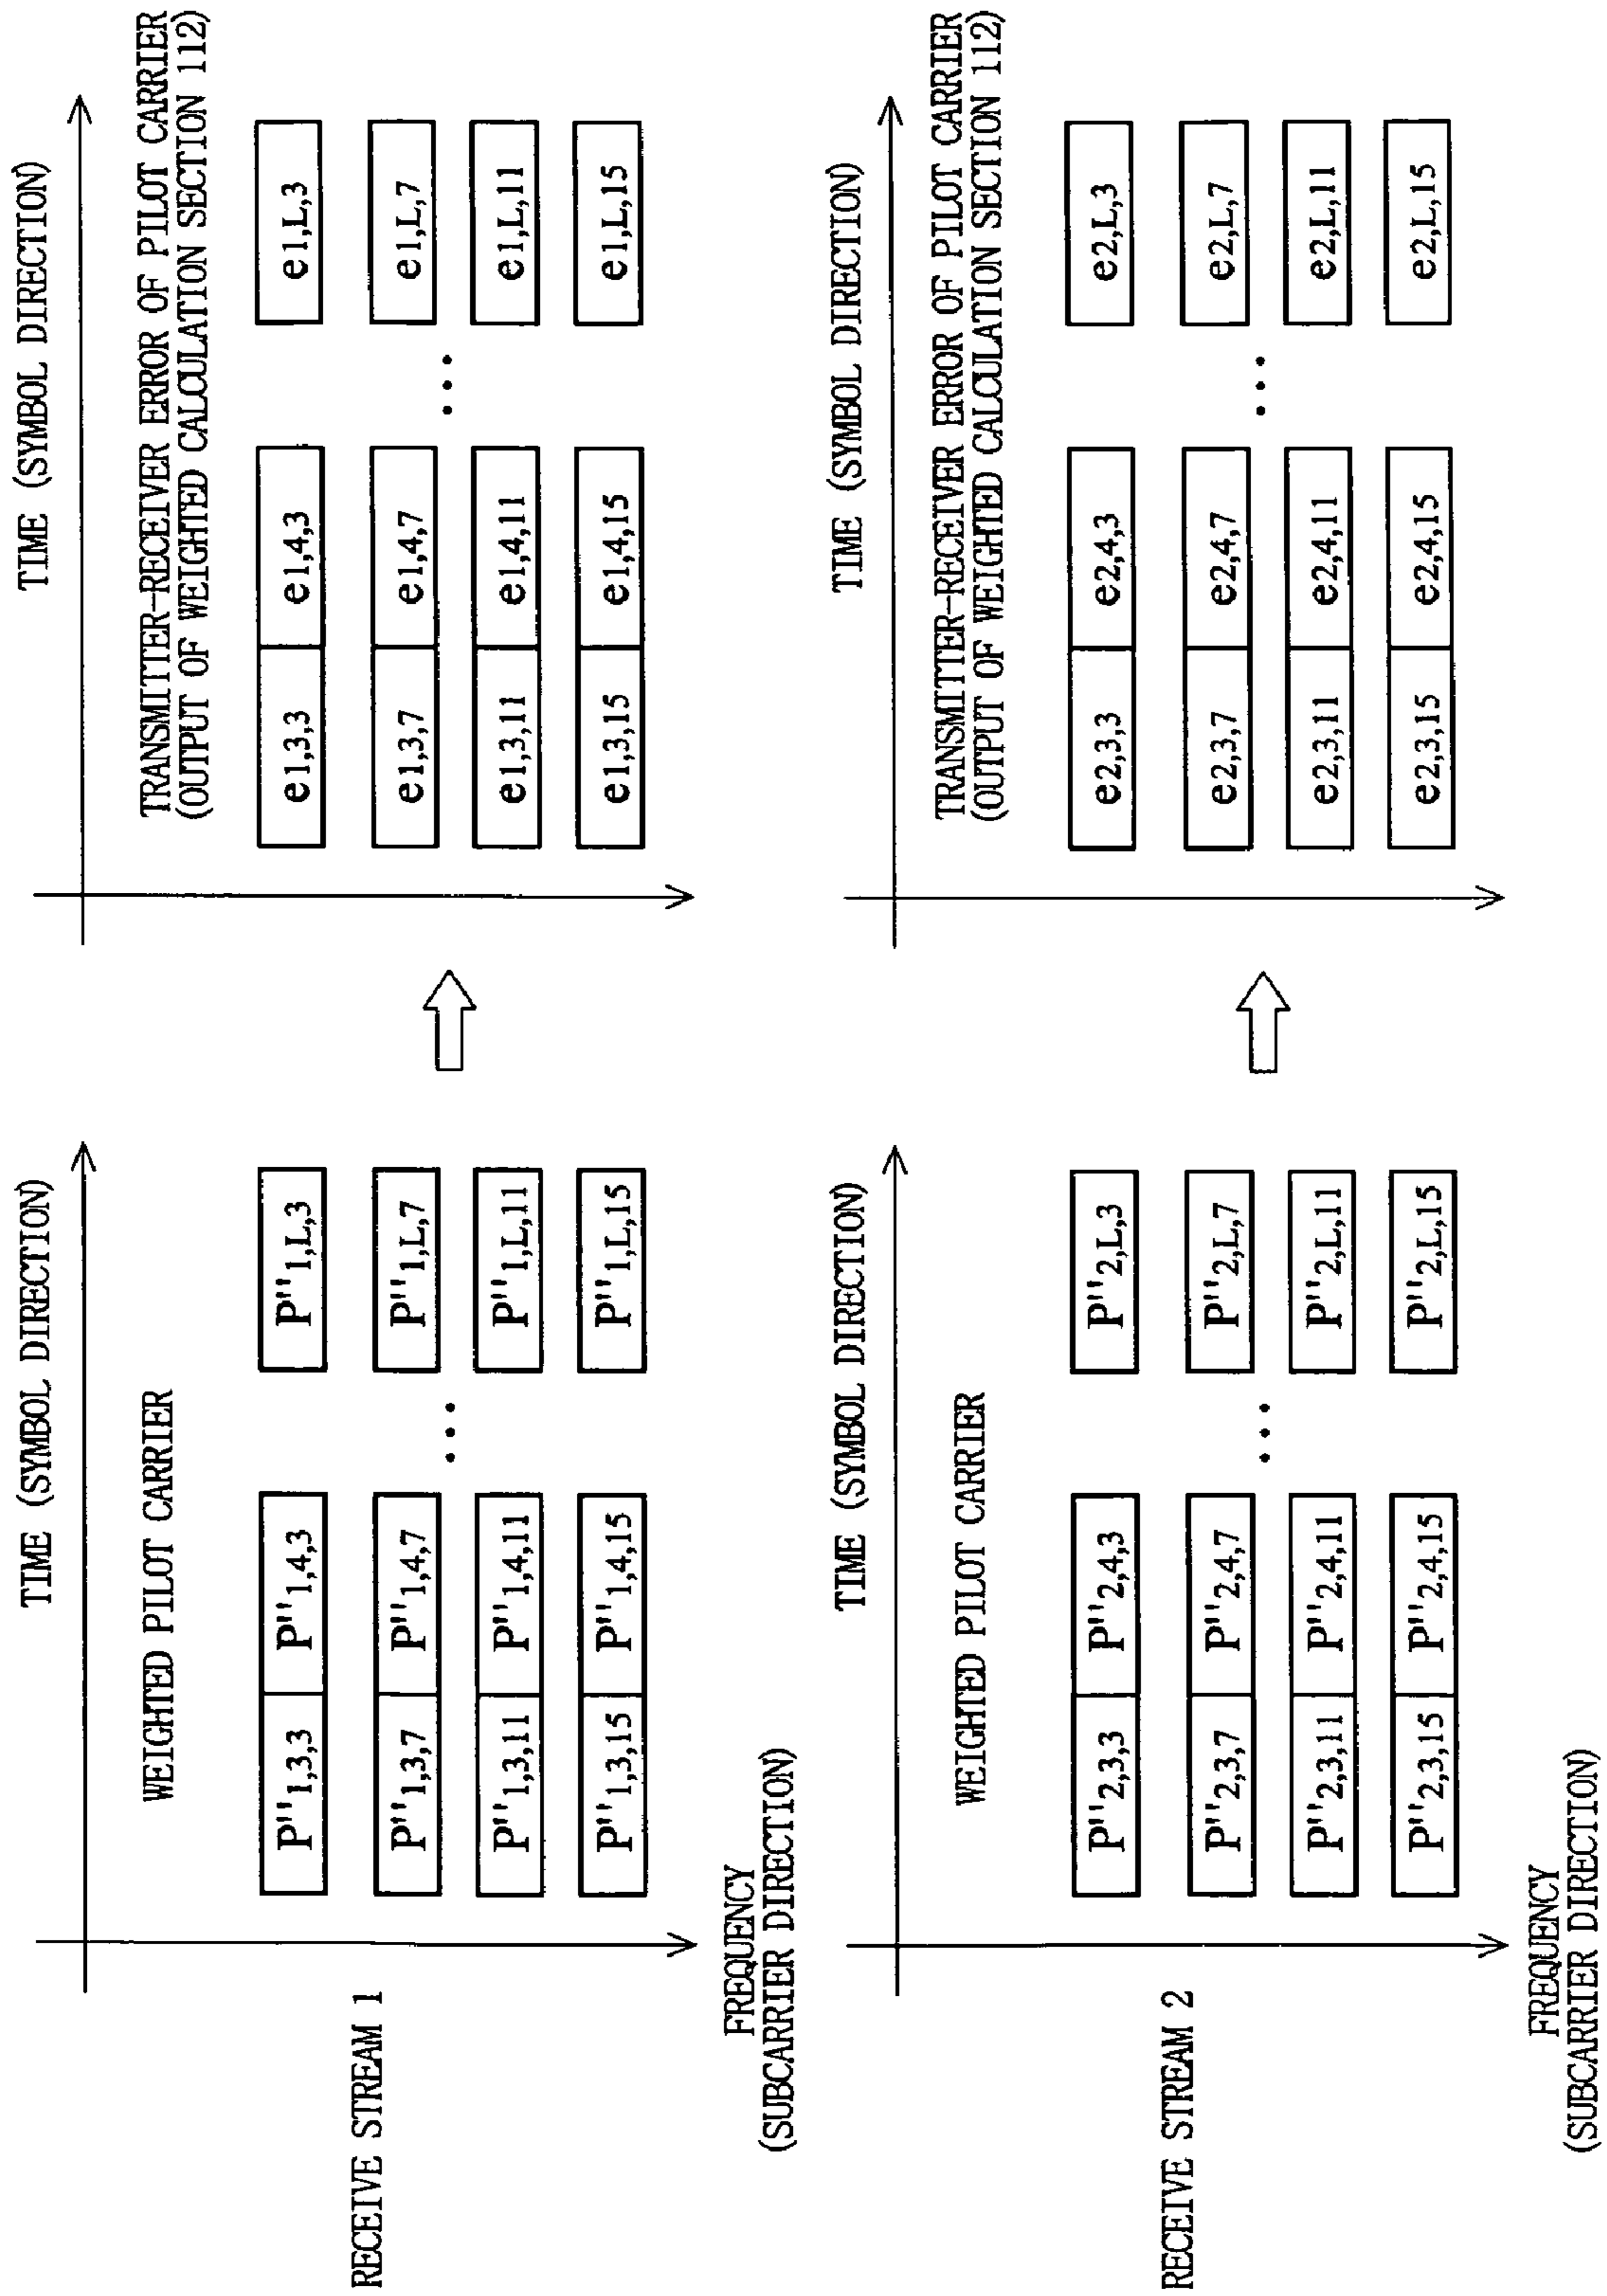 RECEIVE STREAM 1
TIME (SYMBOL DIRECTION)
WEIGHTED PILOT CARRIER
P''1,3,3 P''1,4,3 P''1,L,3
P''1,3,7 P''1,4,7 P''1,L,7
...
P''1,3,11 P''1,4,11 P''1,L,11
P''1,3,15 P''1,4,15 P''1,L,15
FREQUENCY
(SUBCARRIER DIRECTION)
TIME (SYMBOL DIRECTION)
TRANSMITTER-RECEIVER ERROR OF PILOT CARRIER
(OUTPUT OF WEIGHTED CALCULATION SECTION 112)
e1,3,3 e1,4,3 e1,L,3
e1,3,7 e1,4,7 e1,L,7
...
e1,3,11 e1,4,11 e1,L,11
e1,3,15 e1,4,15 e1,L,15
RECEIVE STREAM 2
TIME (SYMBOL DIRECTION)
WEIGHTED PILOT CARRIER
P''2,3,3 P''2,4,3 P''2,L,3
P''2,3,7 P''2,4,7 P''2,L,7
...
P''2,3,11 P''2,4,11 P''2,L,11
P''2,3,15 P''2,4,15 P''2,L,15
FREQUENCY
(SUBCARRIER DIRECTION)
TIME (SYMBOL DIRECTION)
TRANSMITTER-RECEIVER ERROR OF PILOT CARRIER
(OUTPUT OF WEIGHTED CALCULATION SECTION 112)
e2,3,3 e2,4,3 e2,L,3
e2,3,7 e2,4,7 e2,L,7
...
e2,3,11 e2,4,11 e2,L,11
e2,3,15 e2,4,15 e2,L,15